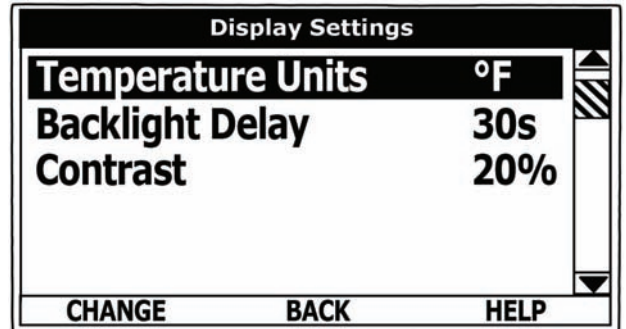 Display Settings
Temperature Units °F
Backlight Delay 30s
Contrast 20%
CHANGE BACK HELP